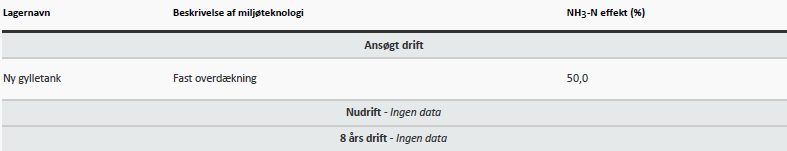 Lagernavn Beskrivelse af miljøteknologi NH3-N effekt (%)
Ansøgt drift
Ny gylletank Fast overdækning 50,0
Nudrift - Ingen data
8 års drift - Ingen data